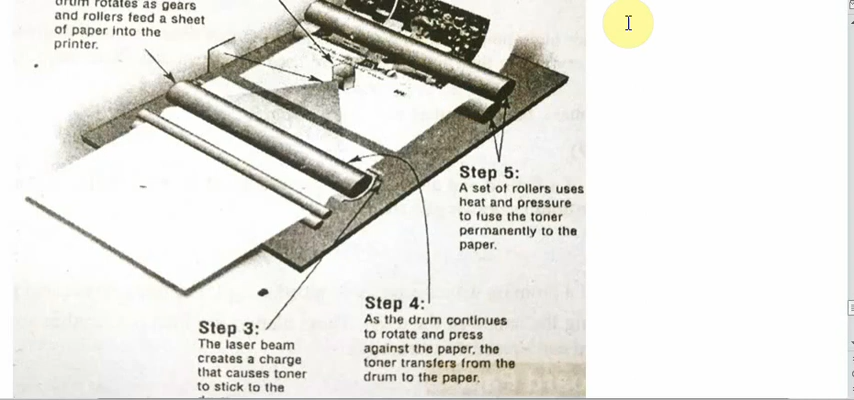 drum rotates as gears
and rollers feed a sheet
of paper into the
printer.
Step 5:
A set of rollers uses
heat and pressure
to fuse the toner
permanently to the
paper.
Step 4:
As the drum continues
to rotate and press
against the paper, the
toner transfers from the
drum to the paper.
Step 3:
The laser beam
creates a charge
that causes toner
to stick to the